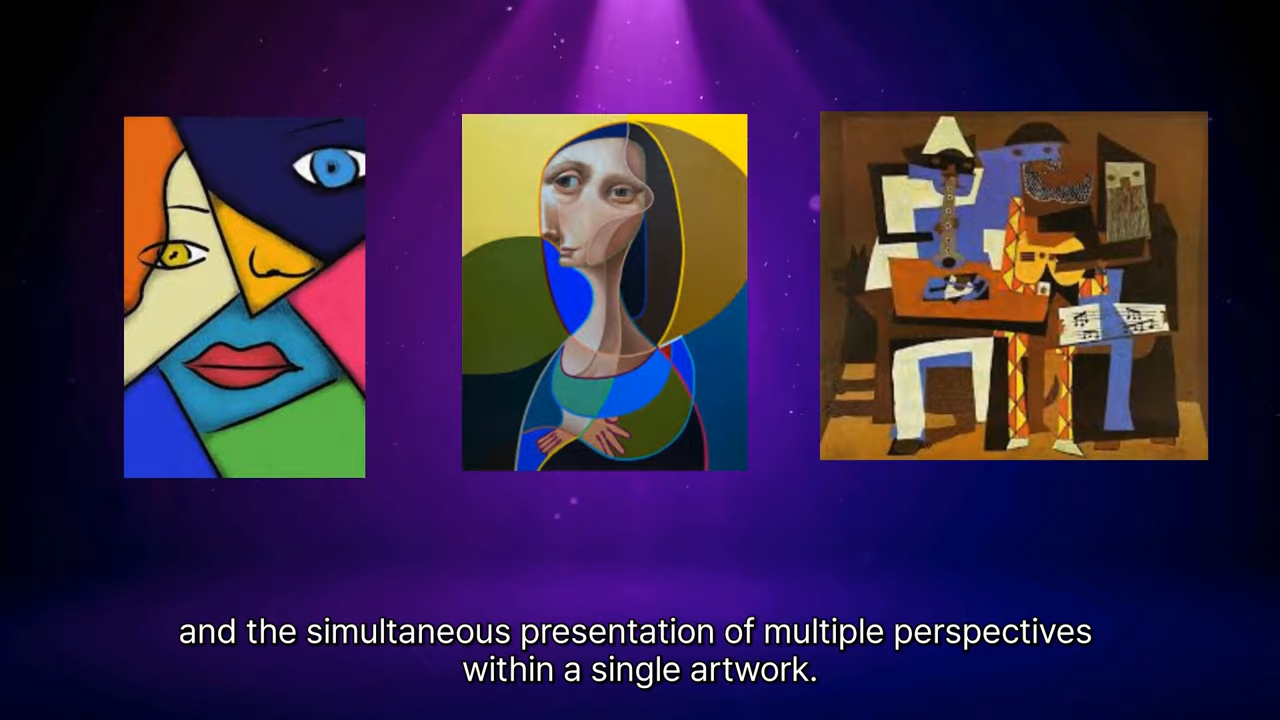 and the simultaneous presentation of multiple perspectives
within a single artwork.